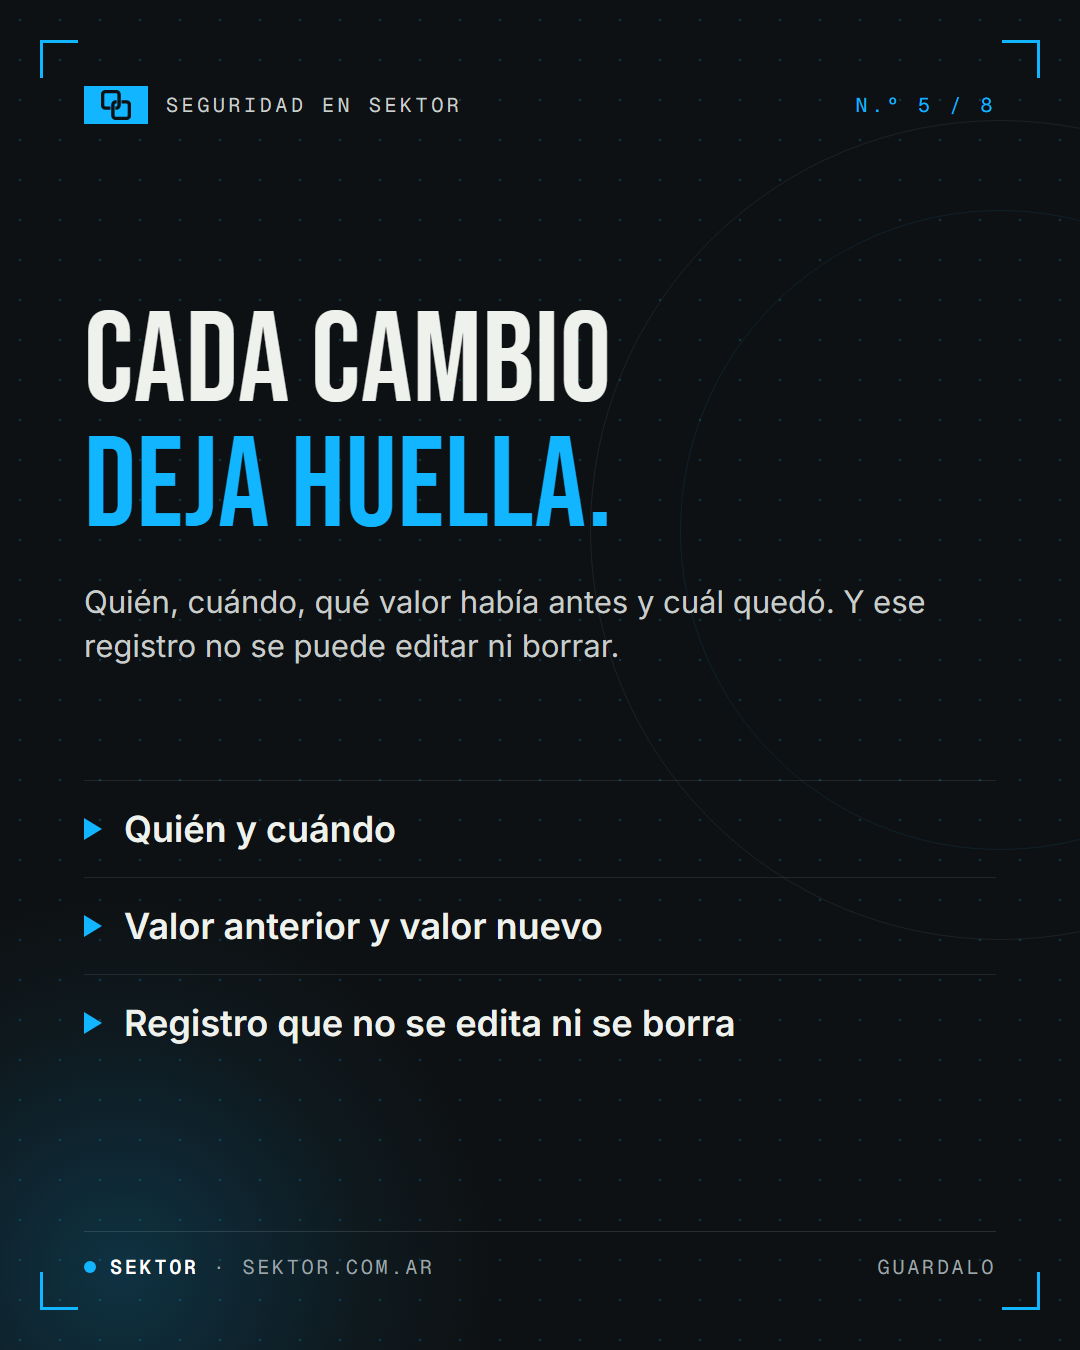 SEGURIDAD EN SEKTOR
N.º 5 / 8
CADA CAMBIO
DEJA HUELLA.
Quién, cuándo, qué valor había antes y cuál quedó. Y ese
registro no se puede editar ni borrar.
Quién y cuándo
Valor anterior y valor nuevo
Registro que no se edita ni se borra
SEKTOR · SEKTOR.COM.AR
GUARDALO